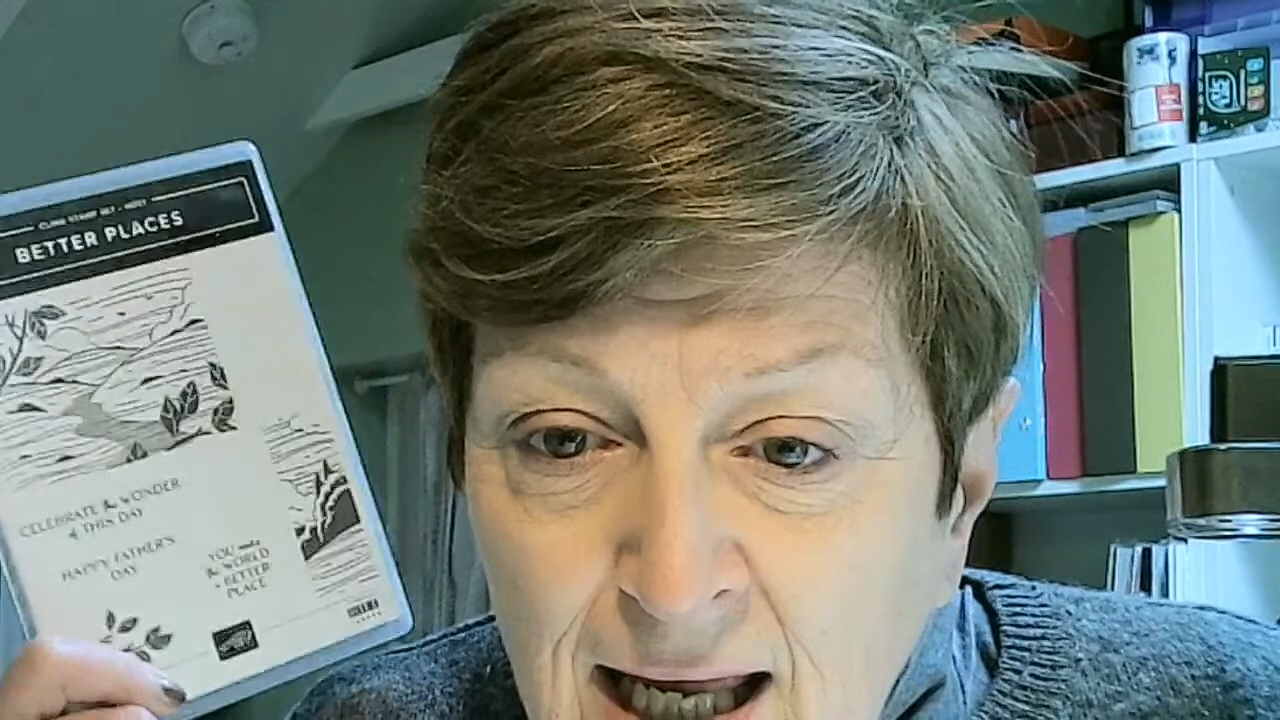 BETTER PLACES
CELEBRATE the WONDER
of THIS DAY
HAPPY FATHER'S
DAY
YOU make
the WORLD
a BETTER
PLACE